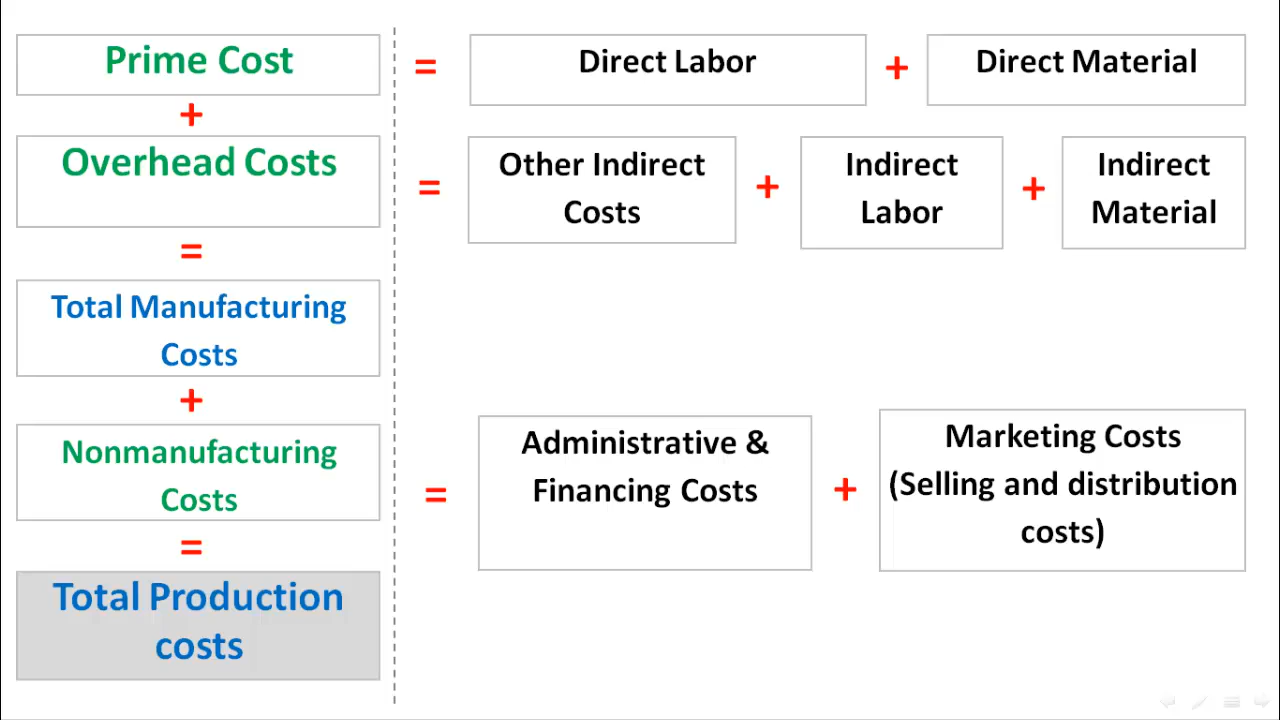 Prime Cost
=
Direct Labor
+
Direct Material
+
Overhead Costs
=
Other Indirect
Costs
+
Indirect
Labor
+
Indirect
Material
=
Total Manufacturing
Costs
+
Nonmanufacturing
Costs
=
Administrative &
Financing Costs
+
Marketing Costs
(Selling and distribution
costs)
=
Total Production
costs